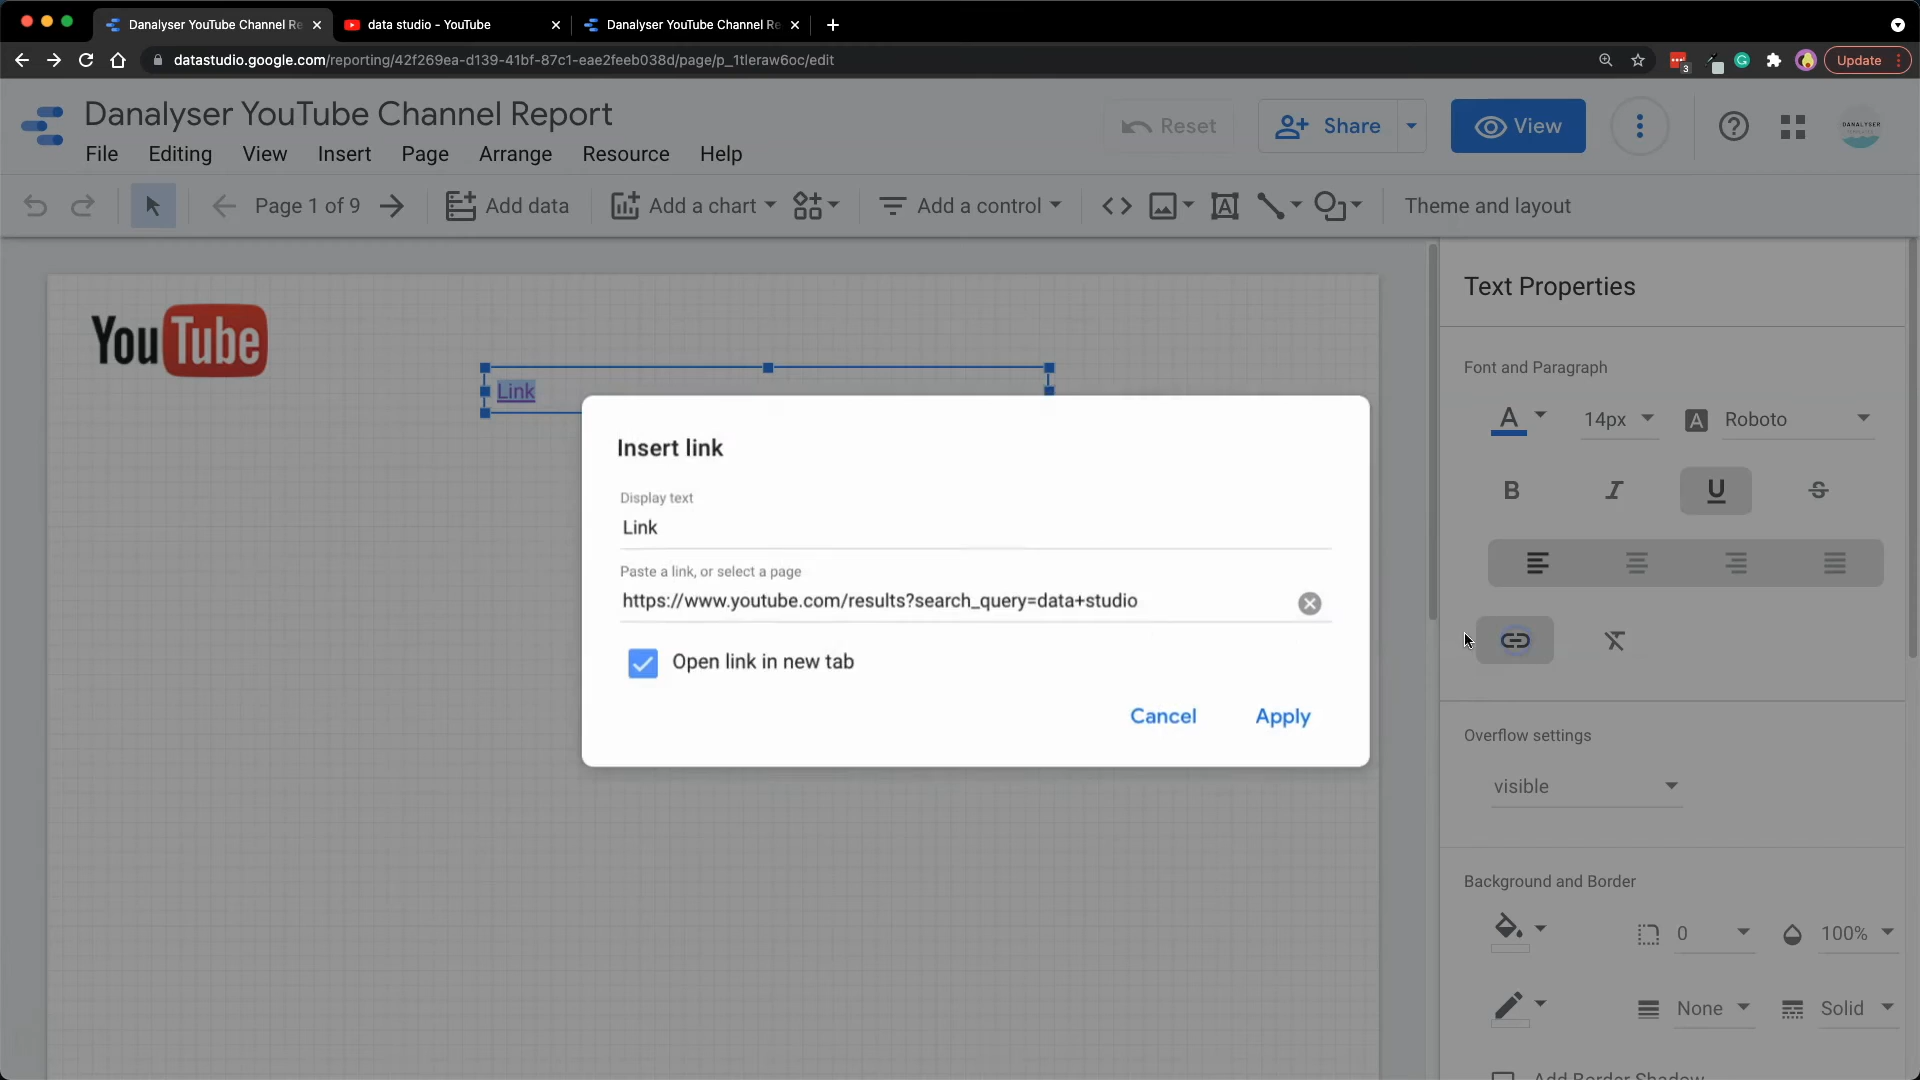 Danalyser YouTube Channel Re
data studio - YouTube
Danalyser YouTube Channel Re
datastudio.google.com/reporting/42f269ea-d139-41bf-87c1-eae2feeb038d/page/p_1tleraw6oc/edit
3
Update
Danalyser YouTube Channel Report
Reset
Share
View
DANALYSER
File Editing View Insert Page Arrange Resource Help
Page 1 of 9
Add data
Add a chart
Add a control
Theme and layout
YouTube
Link
Insert link
Display text
Link
Paste a link, or select a page
https://www.youtube.com/results?search_query=data+studio
Open link in new tab
Cancel Apply
Text Properties
Font and Paragraph
A 14px A Roboto
B I U S
Overflow settings
visible
Background and Border
0 100%
None Solid
Add Border Shadow